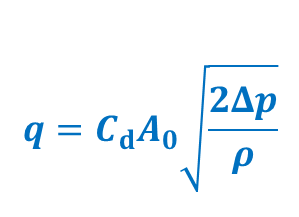 q = C_d A_0 √(2Δp/ρ)